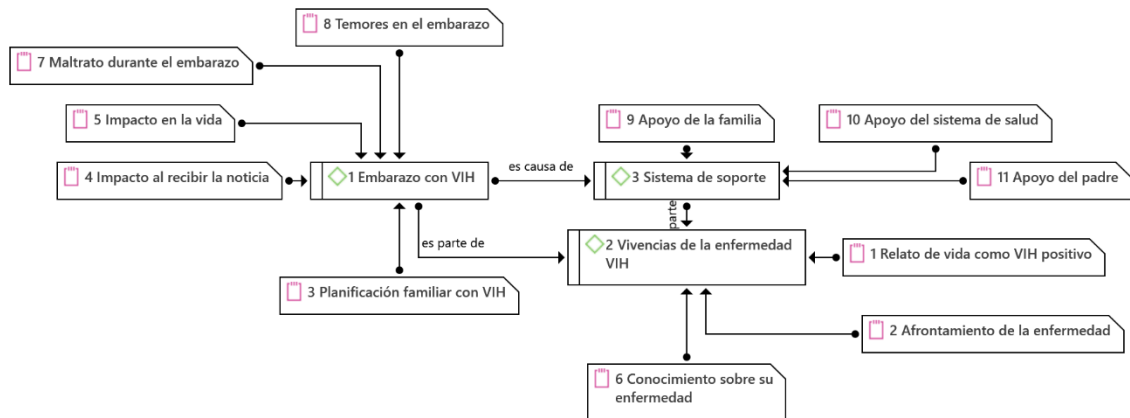 8 Temores en el embarazo
7 Maltrato durante el embarazo
5 Impacto en la vida
9 Apoyo de la familia
10 Apoyo del sistema de salud
4 Impacto al recibir la noticia
1 Embarazo con VIH
es causa de
3 Sistema de soporte
11 Apoyo del padre
parte
es parte de
2 Vivencias de la enfermedad
VIH
1 Relato de vida como VIH positivo
3 Planificación familiar con VIH
2 Afrontamiento de la enfermedad
6 Conocimiento sobre su
enfermedad